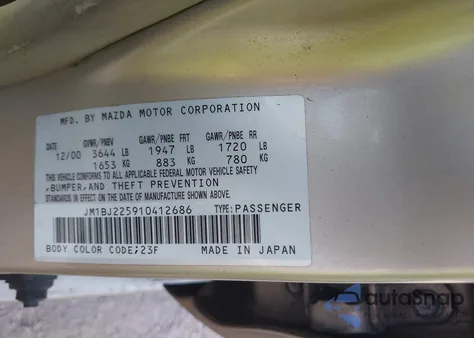 MFD. BY MAZDA MOTOR CORPORATION
DATE GVWR/PNBV GAWR/PNBE FRT GAWR/PNBE RR
12/00 3644 LB 1947 LB 1720 LB
1653 KG 883 KG 780 KG
THIS VEHICLE CONFORMS TO ALL APPLICABLE FEDERAL MOTOR VEHICLE SAFETY
,BUMPER,AND THEFT PREVENTION
STANDARDS IN EFFECT ON THE DATE OF MANUFACTURE SHOWN ABOVE.
JM1BJ225910412686 TYPE:PASSENGER
BODY COLOR CODE;23F MADE IN JAPAN
autoSnap